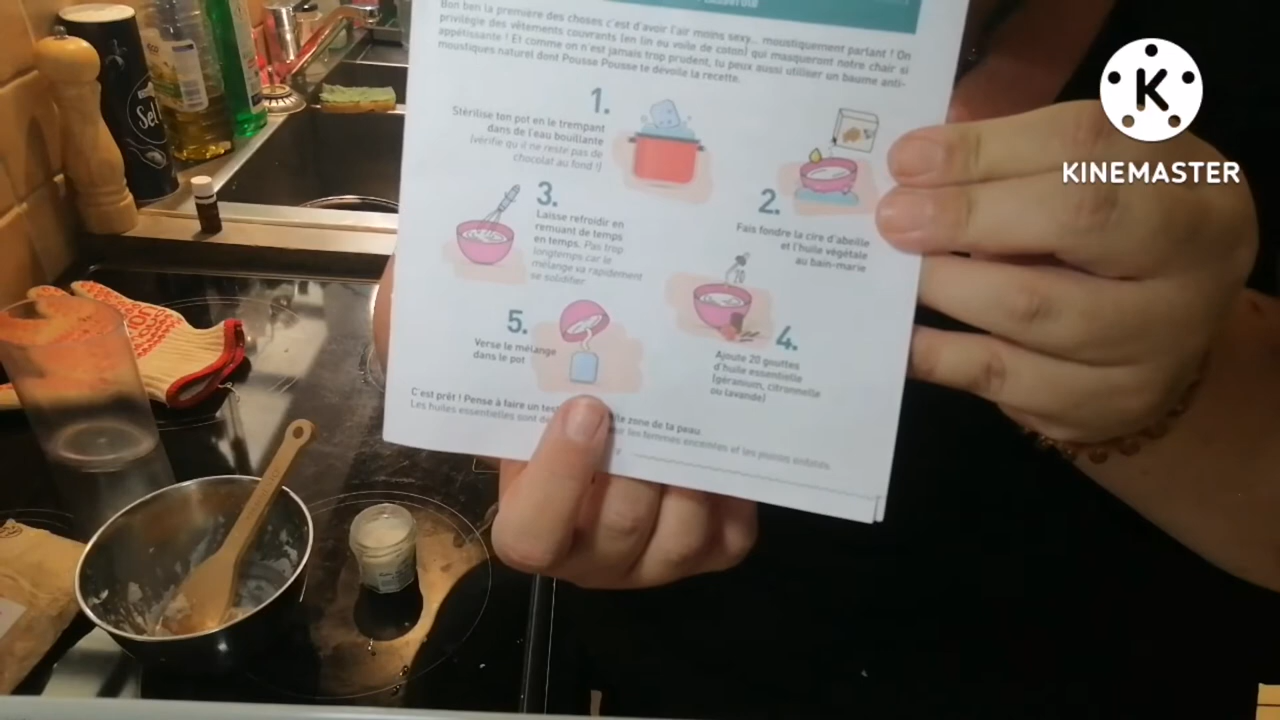 Bon ben la première des choses c'est d'avoir l'air moins sexy... moustiquement parlant ! On
privilégie des vêtements couvrants (en lin ou voile de coton) qui masqueront notre chair si
appétissante ! Et comme on n'est jamais trop prudent, tu peux aussi utiliser un baume anti-
moustiques naturel dont Pousse Pousse te dévoile la recette.
1.
Stérilise ton pot en le trempant
dans de l'eau bouillante
(vérifie qu'il ne reste pas de
chocolat au fond !)
2.
Fais fondre la cire d'abeille
et l'huile végétale
au bain-marie
3.
Laisse refroidir en
remuant de temps
en temps. Pas trop
longtemps car le
mélange va rapidement
se solidifier
20
4.
Ajoute 20 gouttes
d'huile essentielle
(géranium, citronnelle
ou lavande)
5.
Verse le mélange
dans le pot
C'est prêt ! Pense à faire un test zone de ta peau.
Les huiles essentielles sont les femmes enceintes et les jeunes enfants.
Sel
K
KINEMASTER